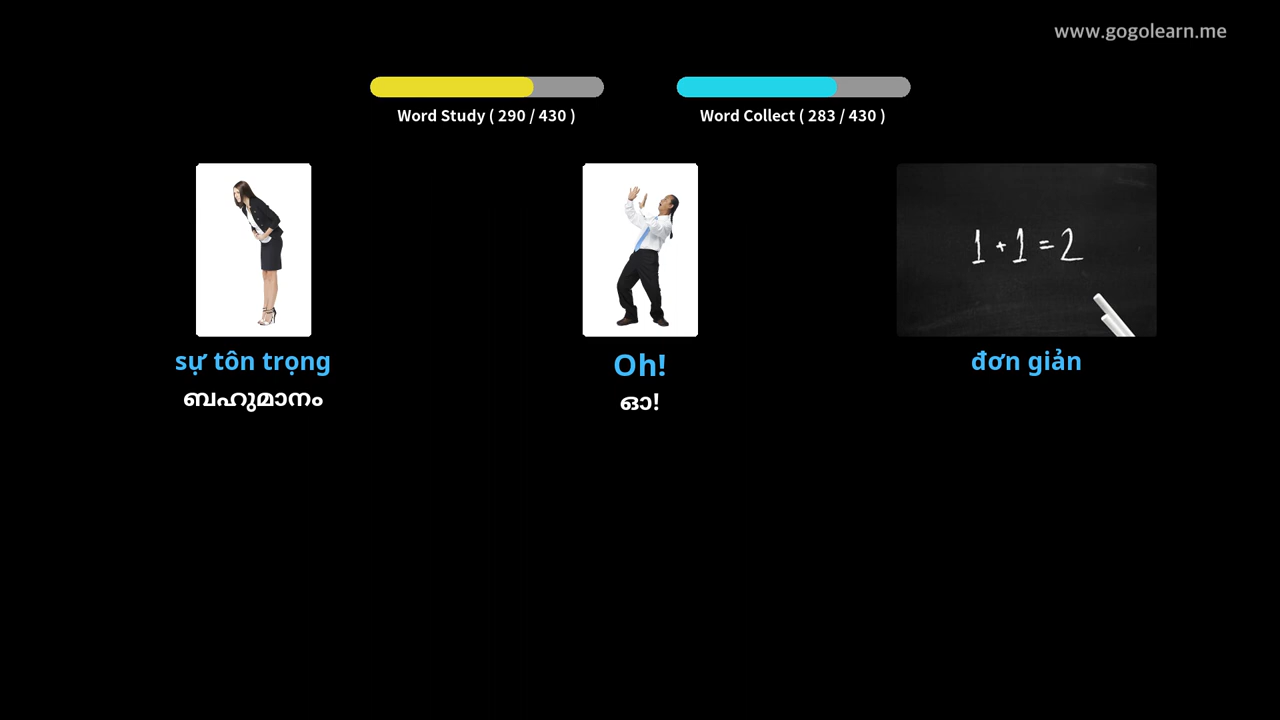 www.gogolearn.me
Word Study ( 290 / 430 )
Word Collect ( 283 / 430 )
1 + 1 = 2
sự tôn trọng
Oh!
đơn giản
ബഹുമാനം
ഓ!